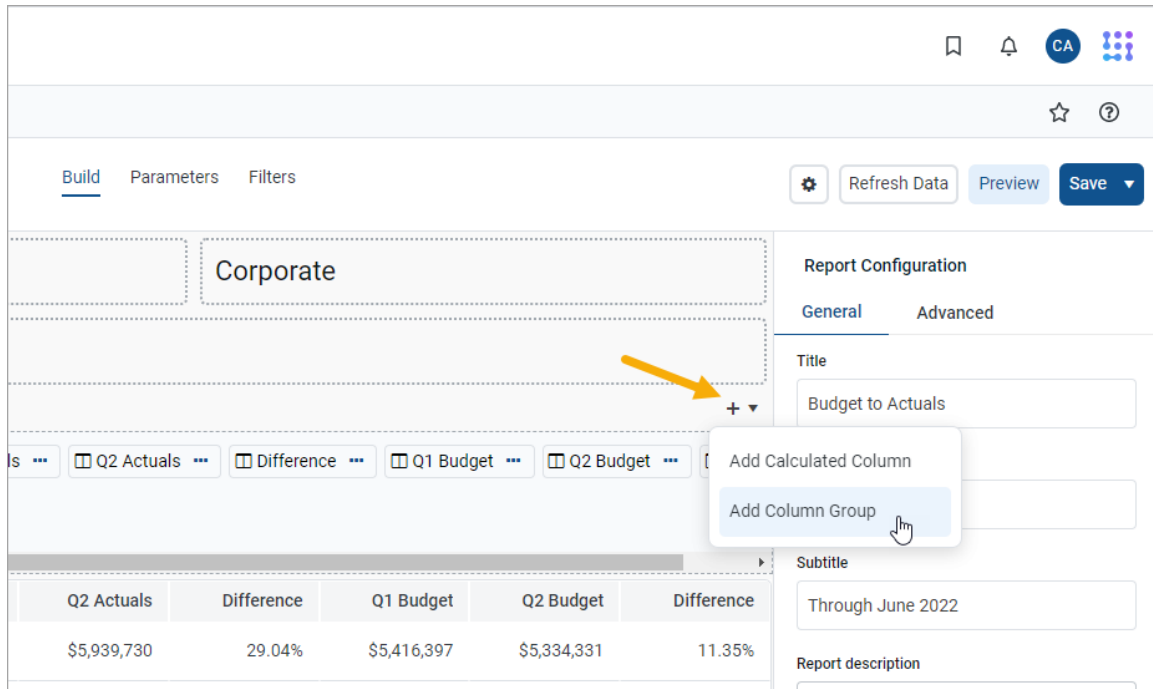 CA
Build Parameters Filters
Refresh Data Preview Save
Corporate
Report Configuration
General Advanced
Title
Budget to Actuals
ls ••• Q2 Actuals ••• Difference ••• Q1 Budget ••• Q2 Budget •••
Add Calculated Column
Add Column Group
Subtitle
Through June 2022
Q2 Actuals Difference Q1 Budget Q2 Budget Difference
$5,939,730 29.04% $5,416,397 $5,334,331 11.35%
Report description